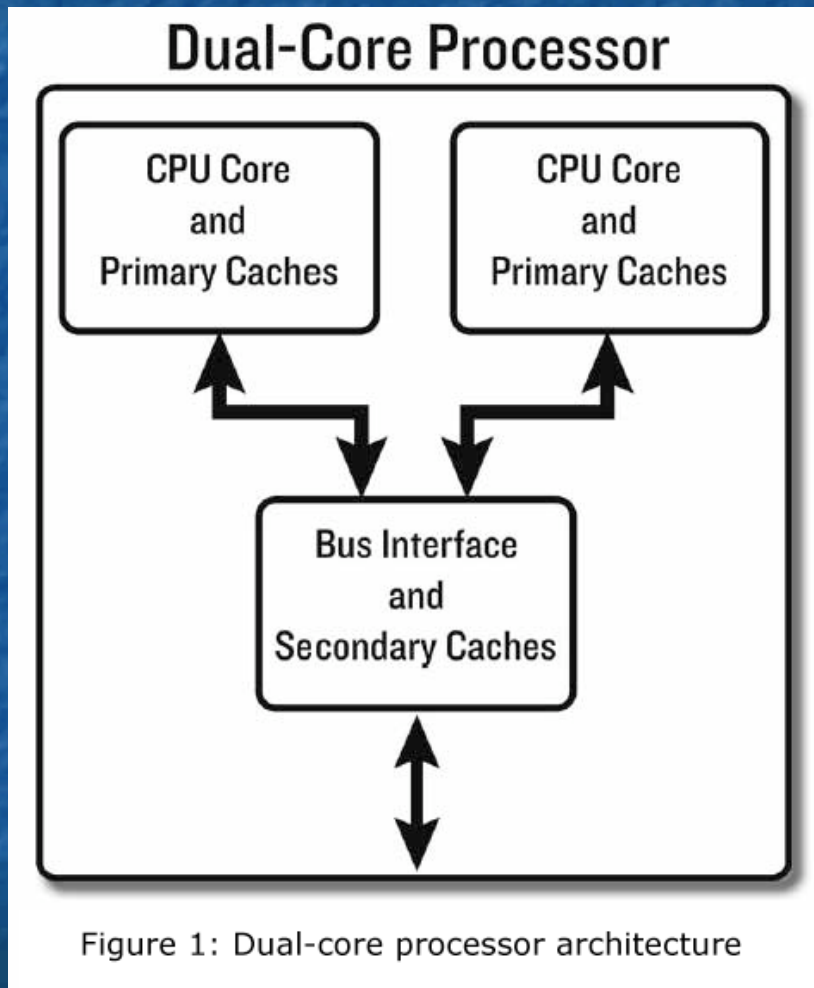 Dual-Core Processor
CPU Core
and
Primary Caches
CPU Core
and
Primary Caches
Bus Interface
and
Secondary Caches
Figure 1: Dual-core processor architecture